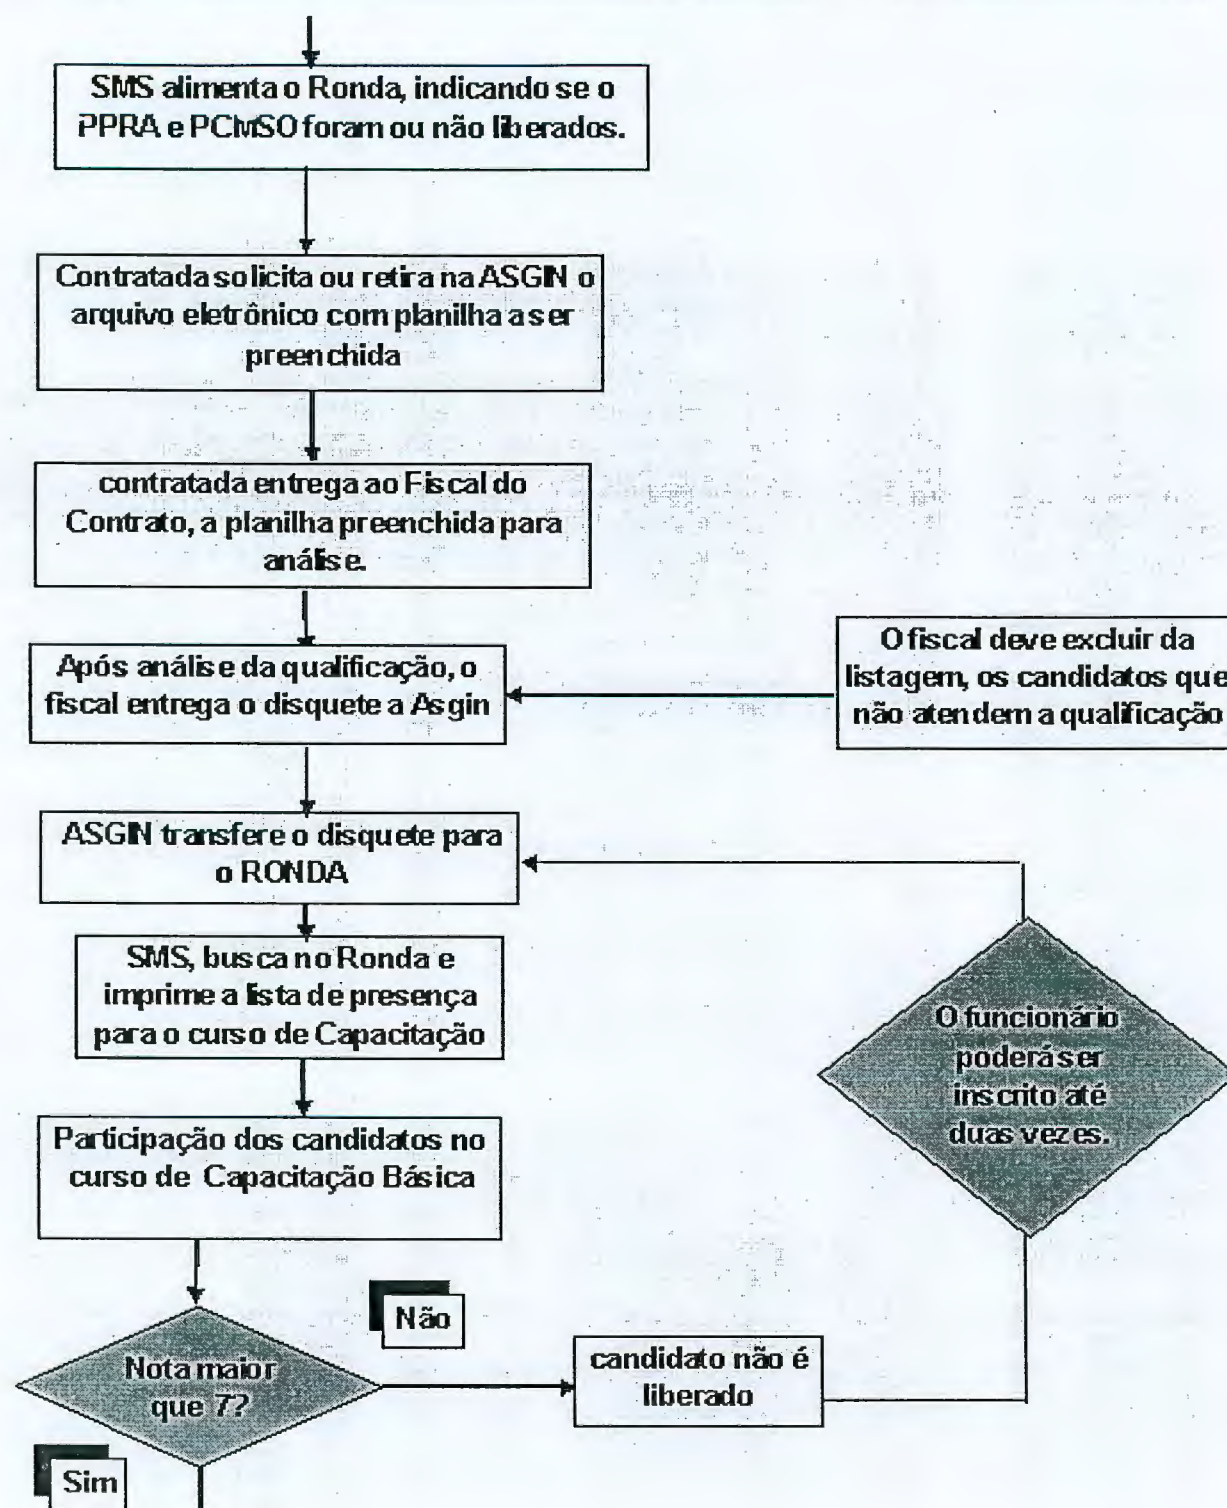 SMS alimenta o Ronda, indicando se o
PPRA e PCMSO foram ou não liberados.
Contratada solicita ou retira na ASGIN o
arquivo eletrônico com planilha a ser
preenchida
contratada entrega ao Fiscal do
Contrato, a planilha preenchida para
análise.
Após análise da qualificação, o
fiscal entrega o disquete a Asgin
O fiscal deve excluir da
listagem, os candidatos que
não atendem a qualificação
ASGIN transfere o disquete para
o RONDA
SMS, busca no Ronda e
imprime a lista de presença
para o curso de Capacitação
O funcionário
poderá ser
inscrito até
duas vezes.
Participação dos candidatos no
curso de Capacitação Básica
Não
Nota maior
que 7?
candidato não é
liberado
Sim